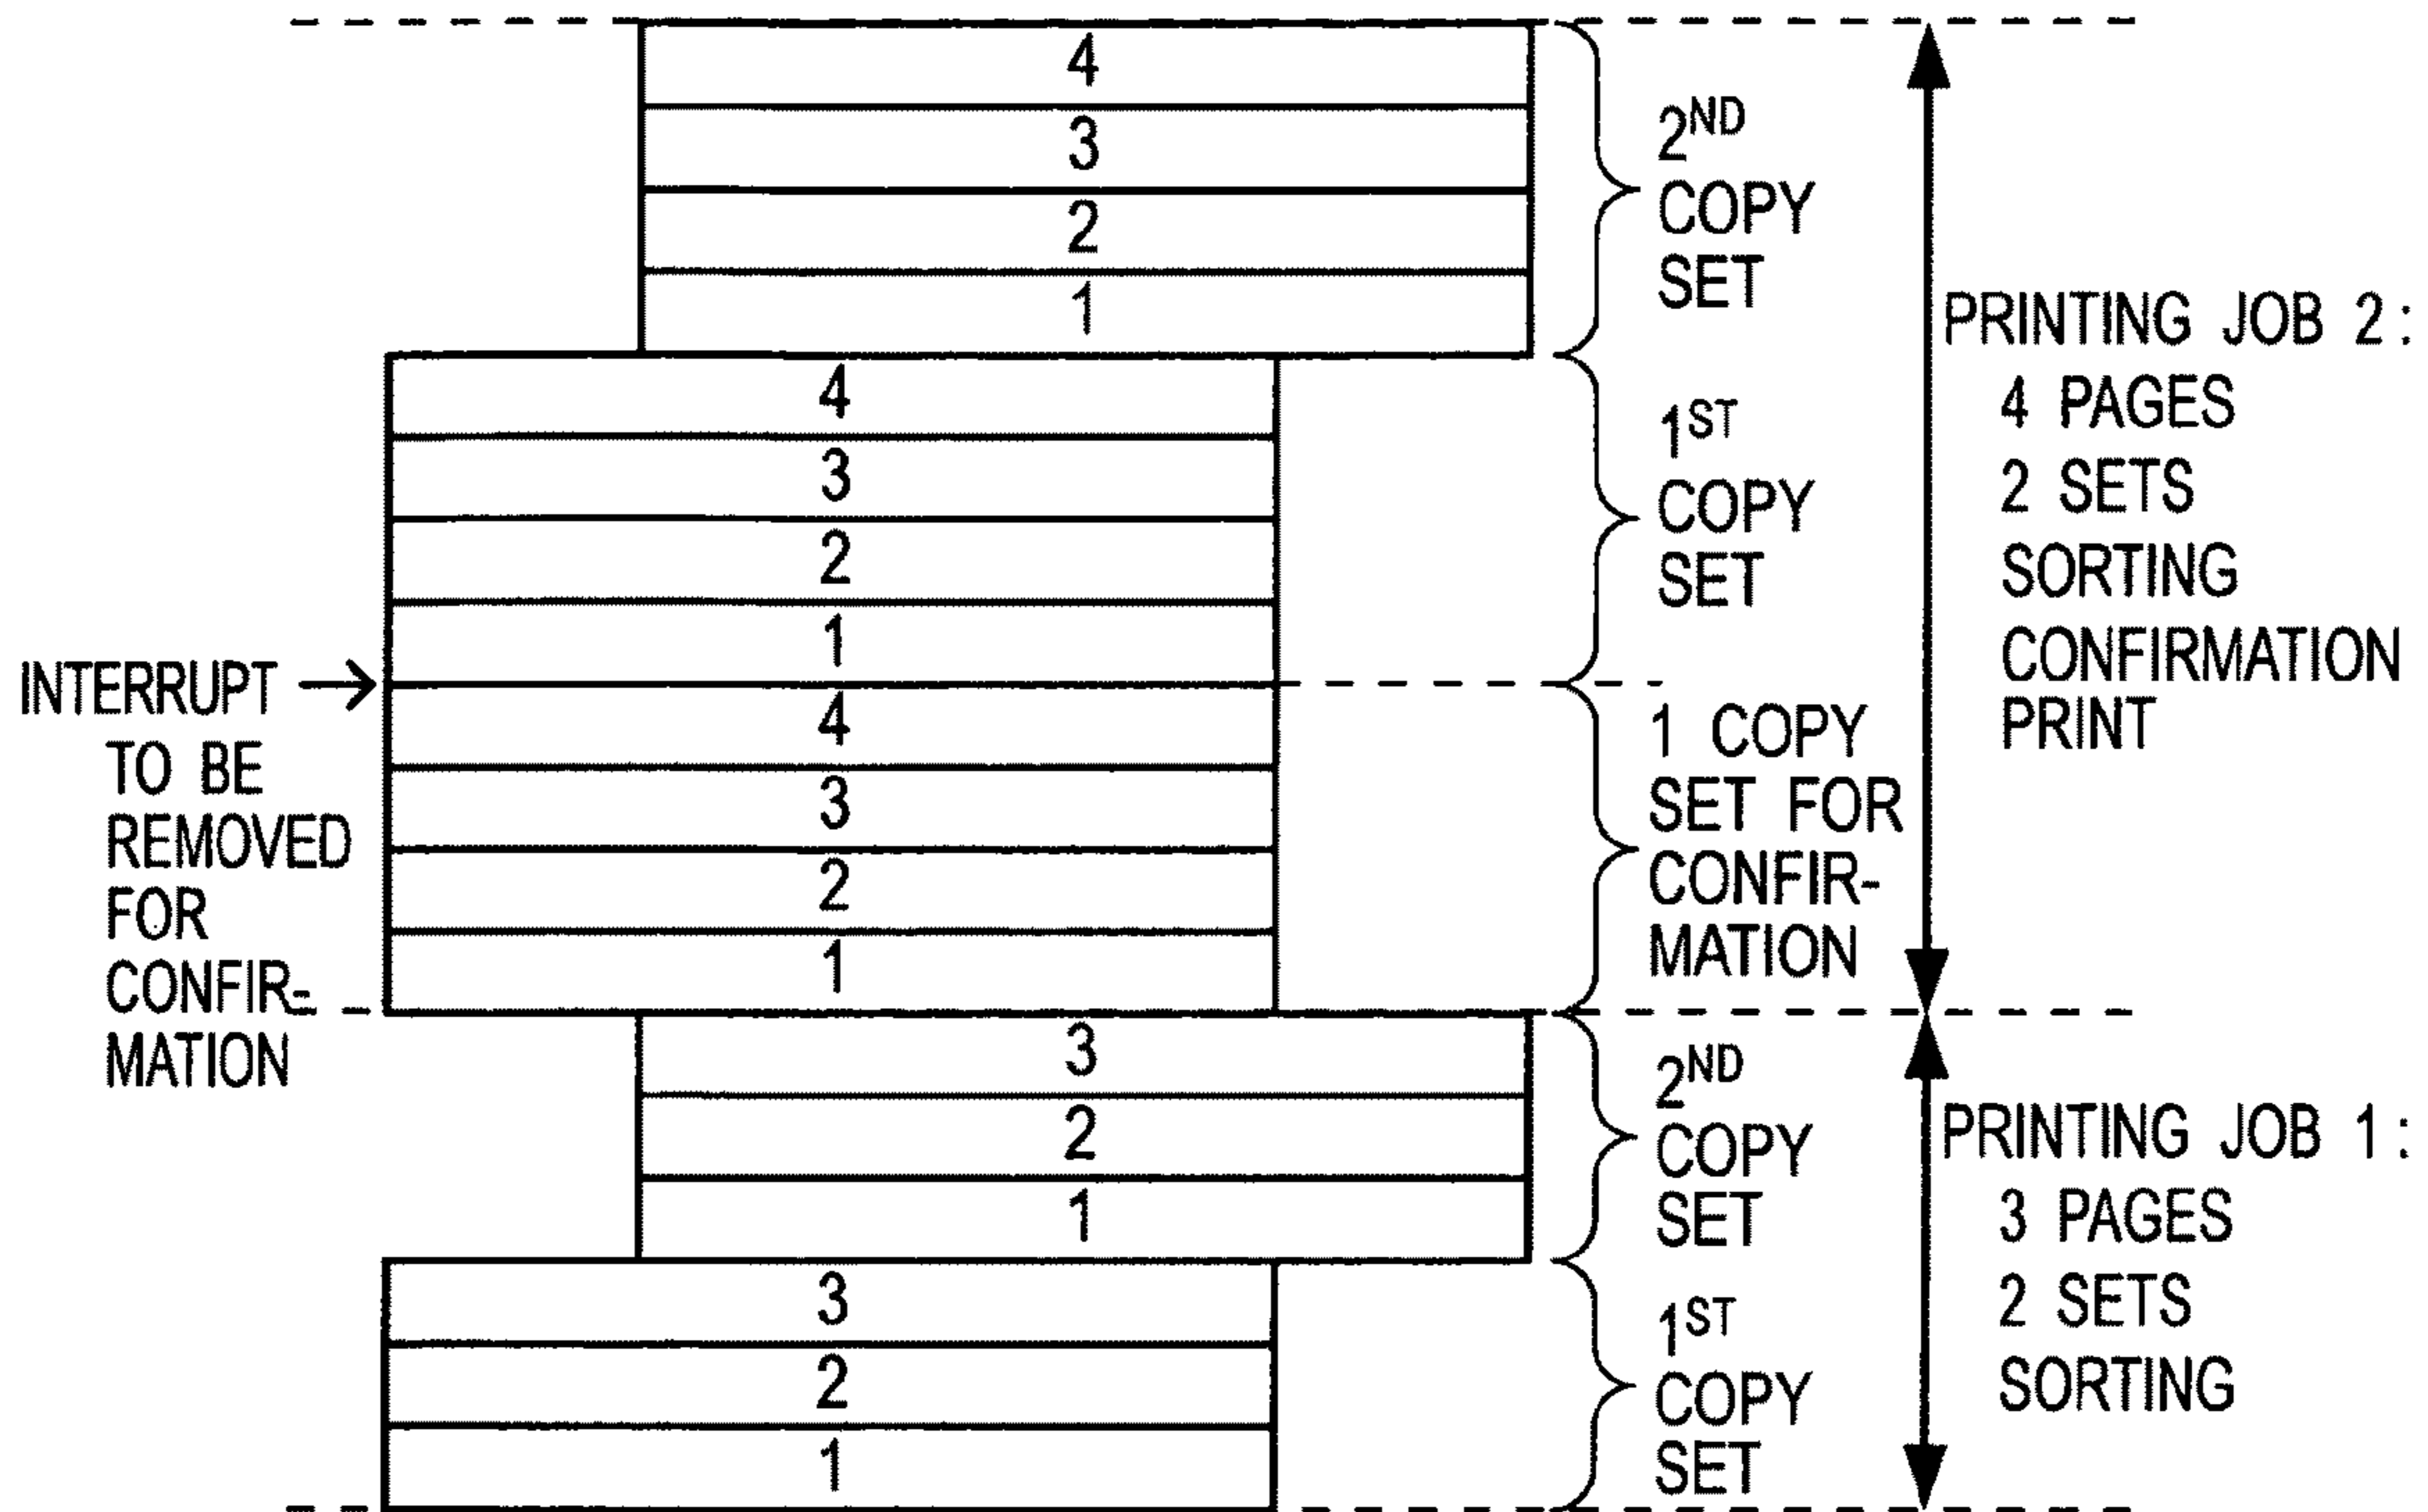 4
3
2
1
2ND
COPY
SET
4
3
2
1
1ST
COPY
SET
PRINTING JOB 2:
4 PAGES
2 SETS
SORTING
CONFIRMATION
PRINT
INTERRUPT
TO BE
REMOVED
FOR
CONFIR-
MATION
4
3
2
1
1 COPY
SET FOR
CONFIR-
MATION
3
2
1
2ND
COPY
SET
3
2
1
1ST
COPY
SET
PRINTING JOB 1:
3 PAGES
2 SETS
SORTING